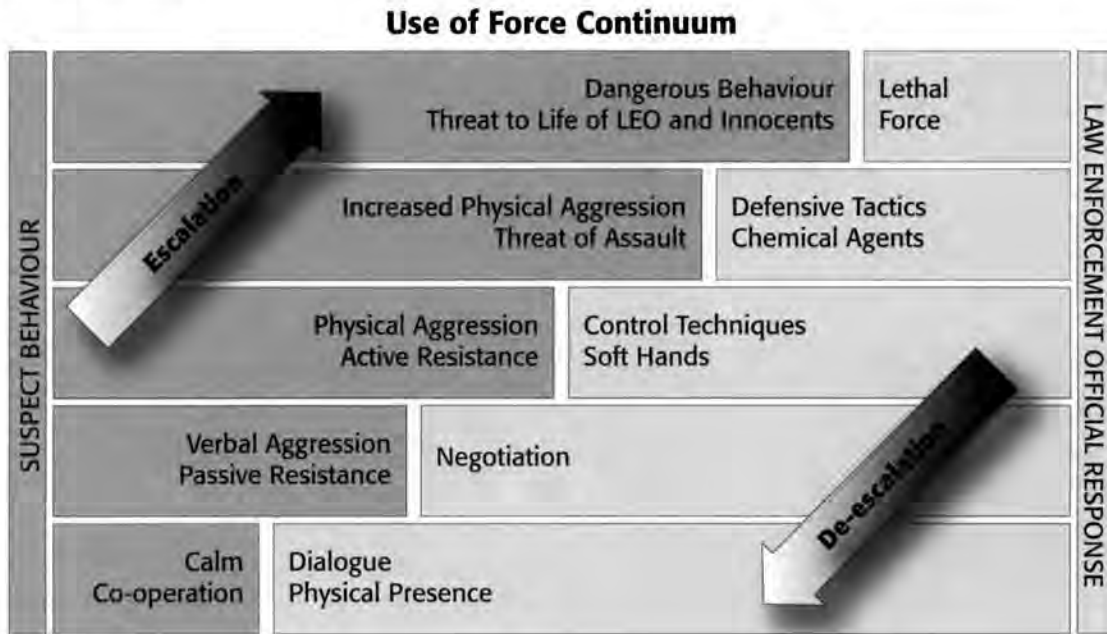 Use of Force Continuum
SUSPECT BEHAVIOUR
LAW ENFORCEMENT OFFICIAL RESPONSE
Escalation
Dangerous Behaviour
Threat to Life of LEO and Innocents
Lethal
Force
Increased Physical Aggression
Threat of Assault
Defensive Tactics
Chemical Agents
Physical Aggression
Active Resistance
Control Techniques
Soft Hands
Verbal Aggression
Passive Resistance
Negotiation
De-escalation
Calm
Co-operation
Dialogue
Physical Presence